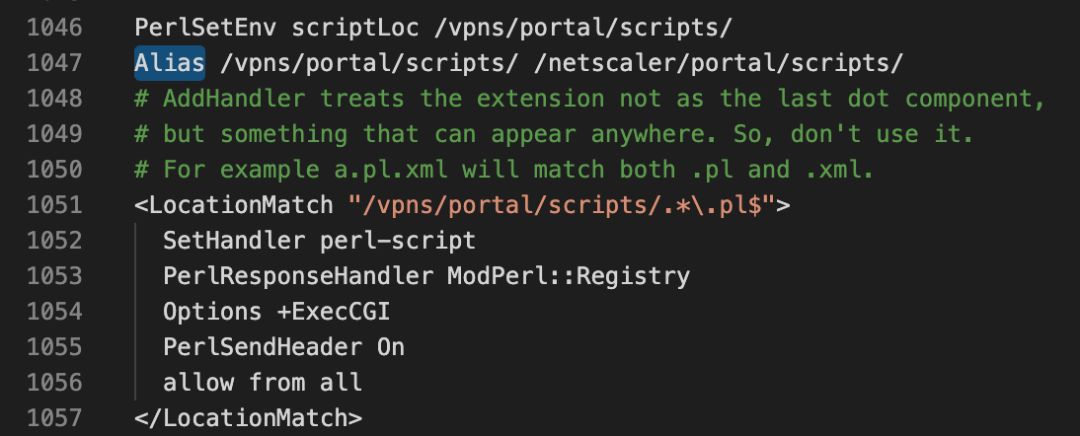 1046 PerlSetEnv scriptLoc /vpns/portal/scripts/
1047 Alias /vpns/portal/scripts/ /netscaler/portal/scripts/
1048 # AddHandler treats the extension not as the last dot component,
1049 # but something that can appear anywhere. So, don't use it.
1050 # For example a.pl.xml will match both .pl and .xml.
1051 <LocationMatch "/vpns/portal/scripts/.*\.pl$">
1052 SetHandler perl-script
1053 PerlResponseHandler ModPerl::Registry
1054 Options +ExecCGI
1055 PerlSendHeader On
1056 allow from all
1057 </LocationMatch>